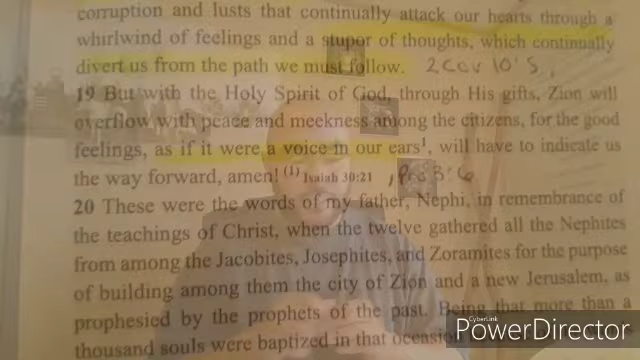 corruption and lusts that continually attack our hearts through a
whirlwind of feelings and a stupor of thoughts, which continually
divert us from the path we must follow. 2 Cor 10's,
19 But with the Holy Spirit of God, through His gifts, Zion will
overflow with peace and meekness among the citizens, for the good
feelings, as if it were a voice in our ears¹, will have to indicate us
the way forward, amen! (1) Isaiah 30:21 , Pro 3:6
20 These were the words of my father, Nephi, in remembrance of
the teachings of Christ, when the twelve gathered all the Nephites
from among the Jacobites, Josephites, and Zoramites for the purpose
of building among them the city of Zion and a new Jerusalem, as
prophesied by the prophets of the past. Being that more than a
thousand souls were baptized in that occasion
CyberLink
PowerDirector